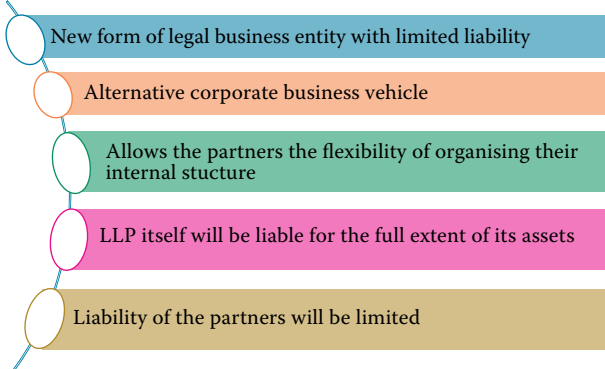 New form of legal business entity with limited liability
Alternative corporate business vehicle
Allows the partners the flexibility of organising their
internal stucture
LLP itself will be liable for the full extent of its assets
Liability of the partners will be limited